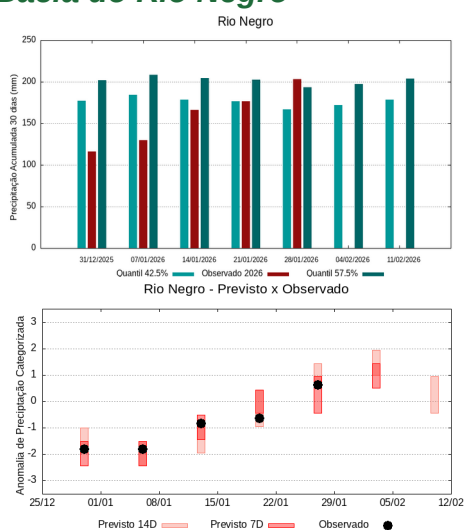 Bacia do Rio Negro
Rio Negro
Precipitação Acumulada 30 dias (mm)
250
200
150
100
50
0
31/12/2025 07/01/2026 14/01/2026 21/01/2026 28/01/2026 04/02/2026 11/02/2026
Quantil 42.5% Observado 2026 Quantil 57.5%
Rio Negro - Previsto x Observado
Anomalia de Precipitação Categorizada
3
2
1
0
-1
-2
-3
25/12 01/01 08/01 15/01 22/01 29/01 05/02 12/02
Previsto 14D Previsto 7D Observado